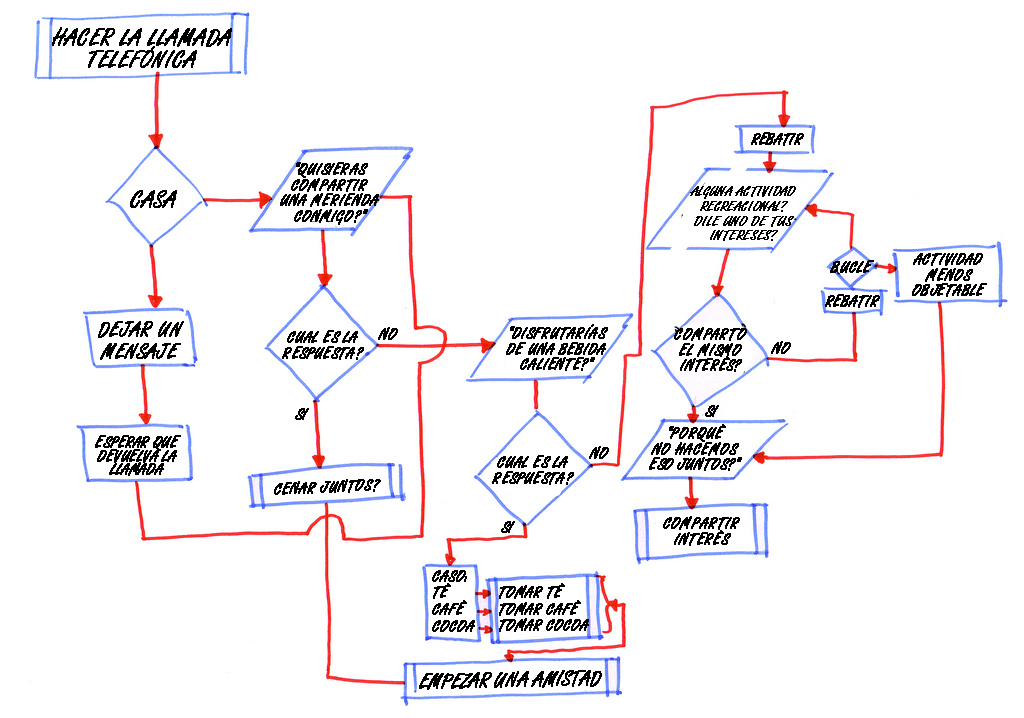 HACER LA LLAMADA
TELEFÓNICA
CASA
DEJAR UN
MENSAJE
ESPERAR QUE
DEVUELVA LA
LLAMADA
"QUISIERAS
COMPARTIR
UNA MERIENDA
CONMIGO?"
CUAL ES LA
RESPUESTA?
NO
SI
CENAR JUNTOS?
"DISFRUTARÍAS
DE UNA BEBIDA
CALIENTE?"
CUAL ES LA
RESPUESTA?
NO
SI
CASO:
TÉ
CAFÉ
COCOA
TOMAR TÉ
TOMAR CAFÉ
TOMAR COCOA
EMPEZAR UNA AMISTAD
REBATIR
ALGUNA ACTIVIDAD
RECREACIONAL?
DILE UNO DE TUS
INTERESES?
BUCLE
REBATIR
ACTIVIDAD
MENOS
OBJETABLE
COMPARTÓ
EL MISMO
INTERÉS?
NO
SI
"PORQUÉ
NO HACEMOS
ESO JUNTOS?"
COMPARTIR
INTERÉS